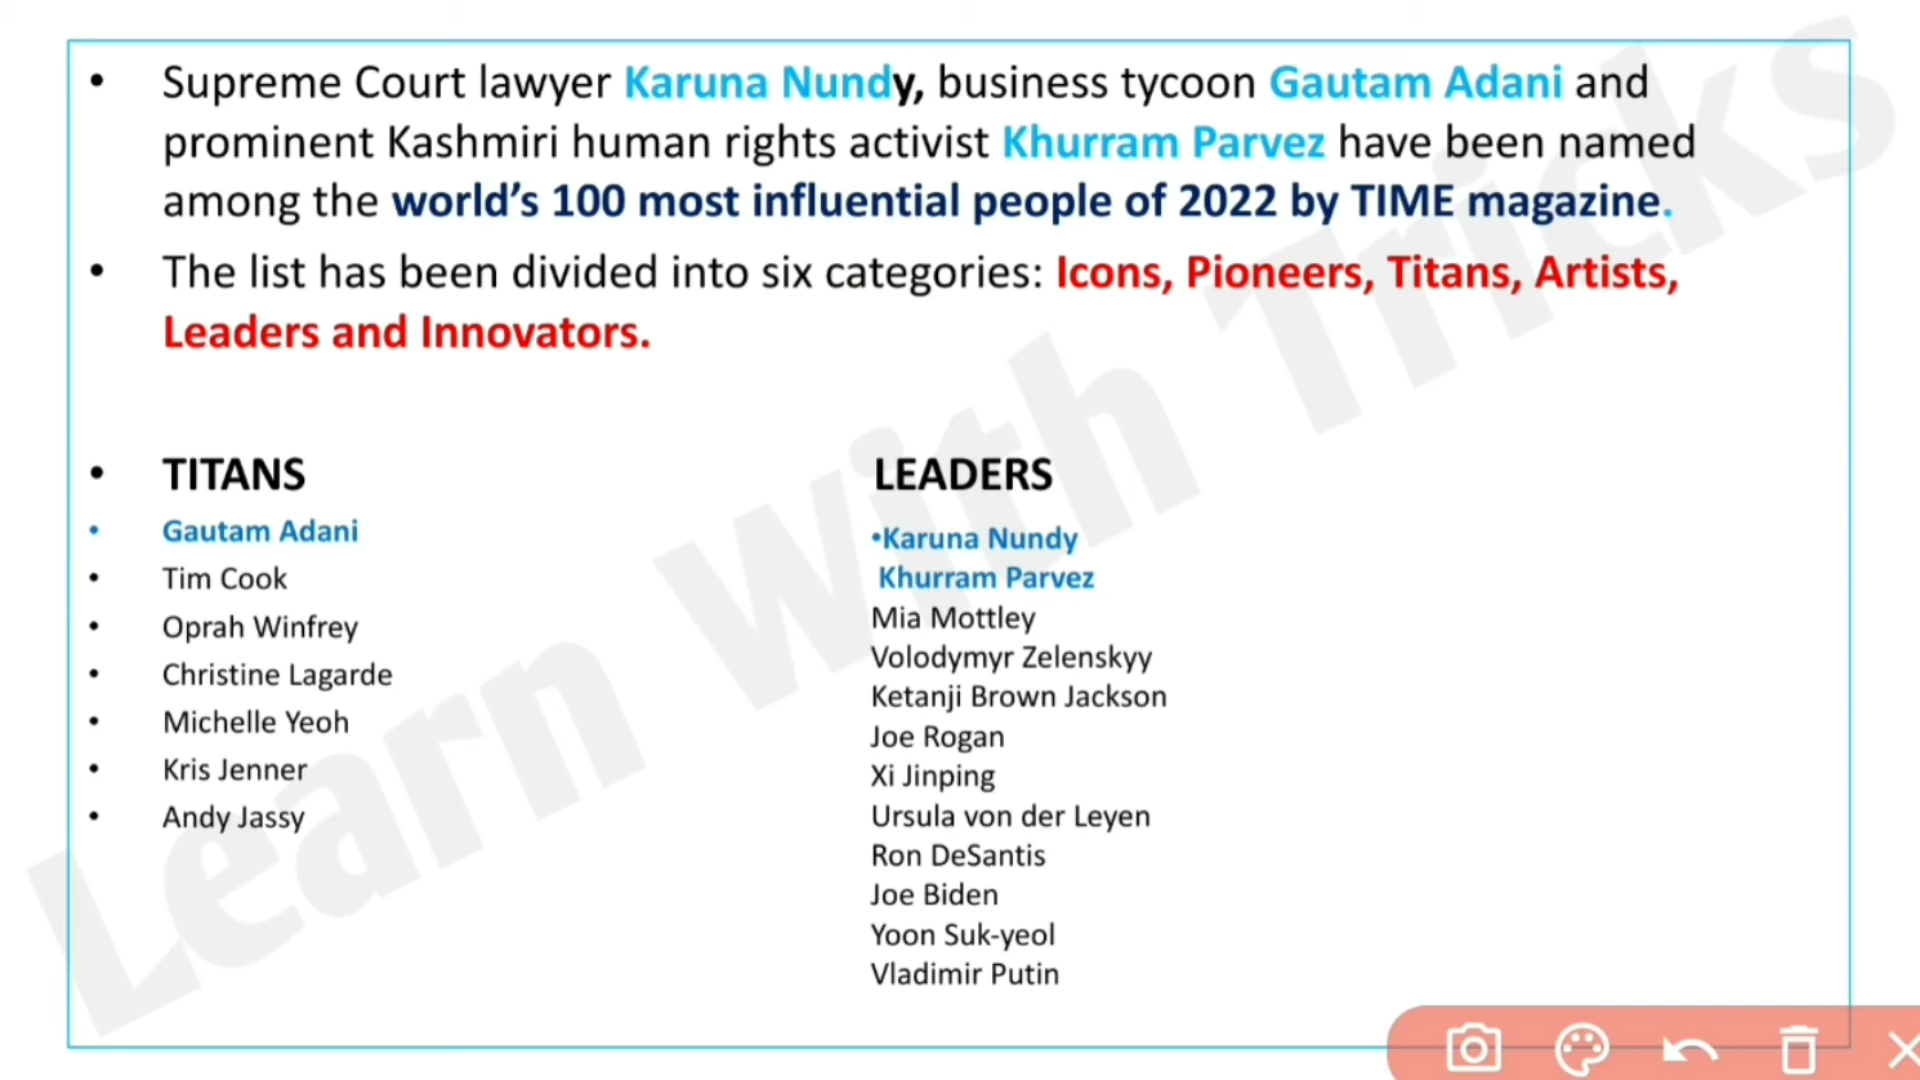 • Supreme Court lawyer Karuna Nundy, business tycoon Gautam Adani and
prominent Kashmiri human rights activist Khurram Parvez have been named
among the world’s 100 most influential people of 2022 by TIME magazine.
• The list has been divided into six categories: Icons, Pioneers, Titans, Artists,
Leaders and Innovators.
• TITANS
• Gautam Adani
• Tim Cook
• Oprah Winfrey
• Christine Lagarde
• Michelle Yeoh
• Kris Jenner
• Andy Jassy
LEADERS
•Karuna Nundy
Khurram Parvez
Mia Mottley
Volodymyr Zelenskyy
Ketanji Brown Jackson
Joe Rogan
Xi Jinping
Ursula von der Leyen
Ron DeSantis
Joe Biden
Yoon Suk-yeol
Vladimir Putin
Learn With Tricks